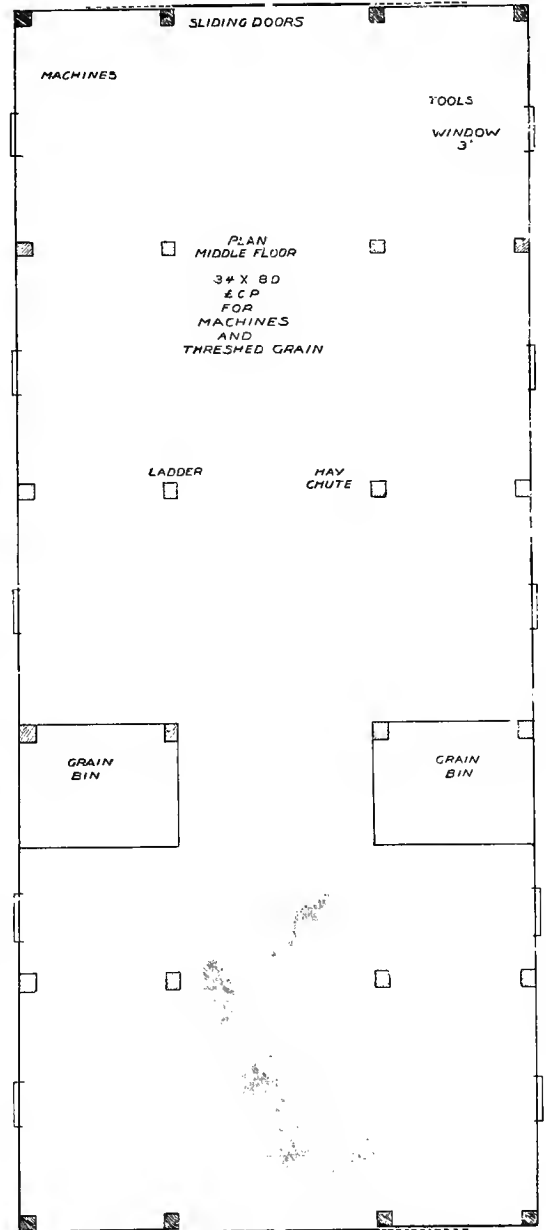 SLIDING DOORS
MACHINES
TOOLS
WINDOW
3'
PLAN
MIDDLE FLOOR
34 X 80
& C P
FOR
MACHINES
AND
THRESHED GRAIN
LADDER
HAY
CHUTE
GRAIN
BIN
GRAIN
BIN